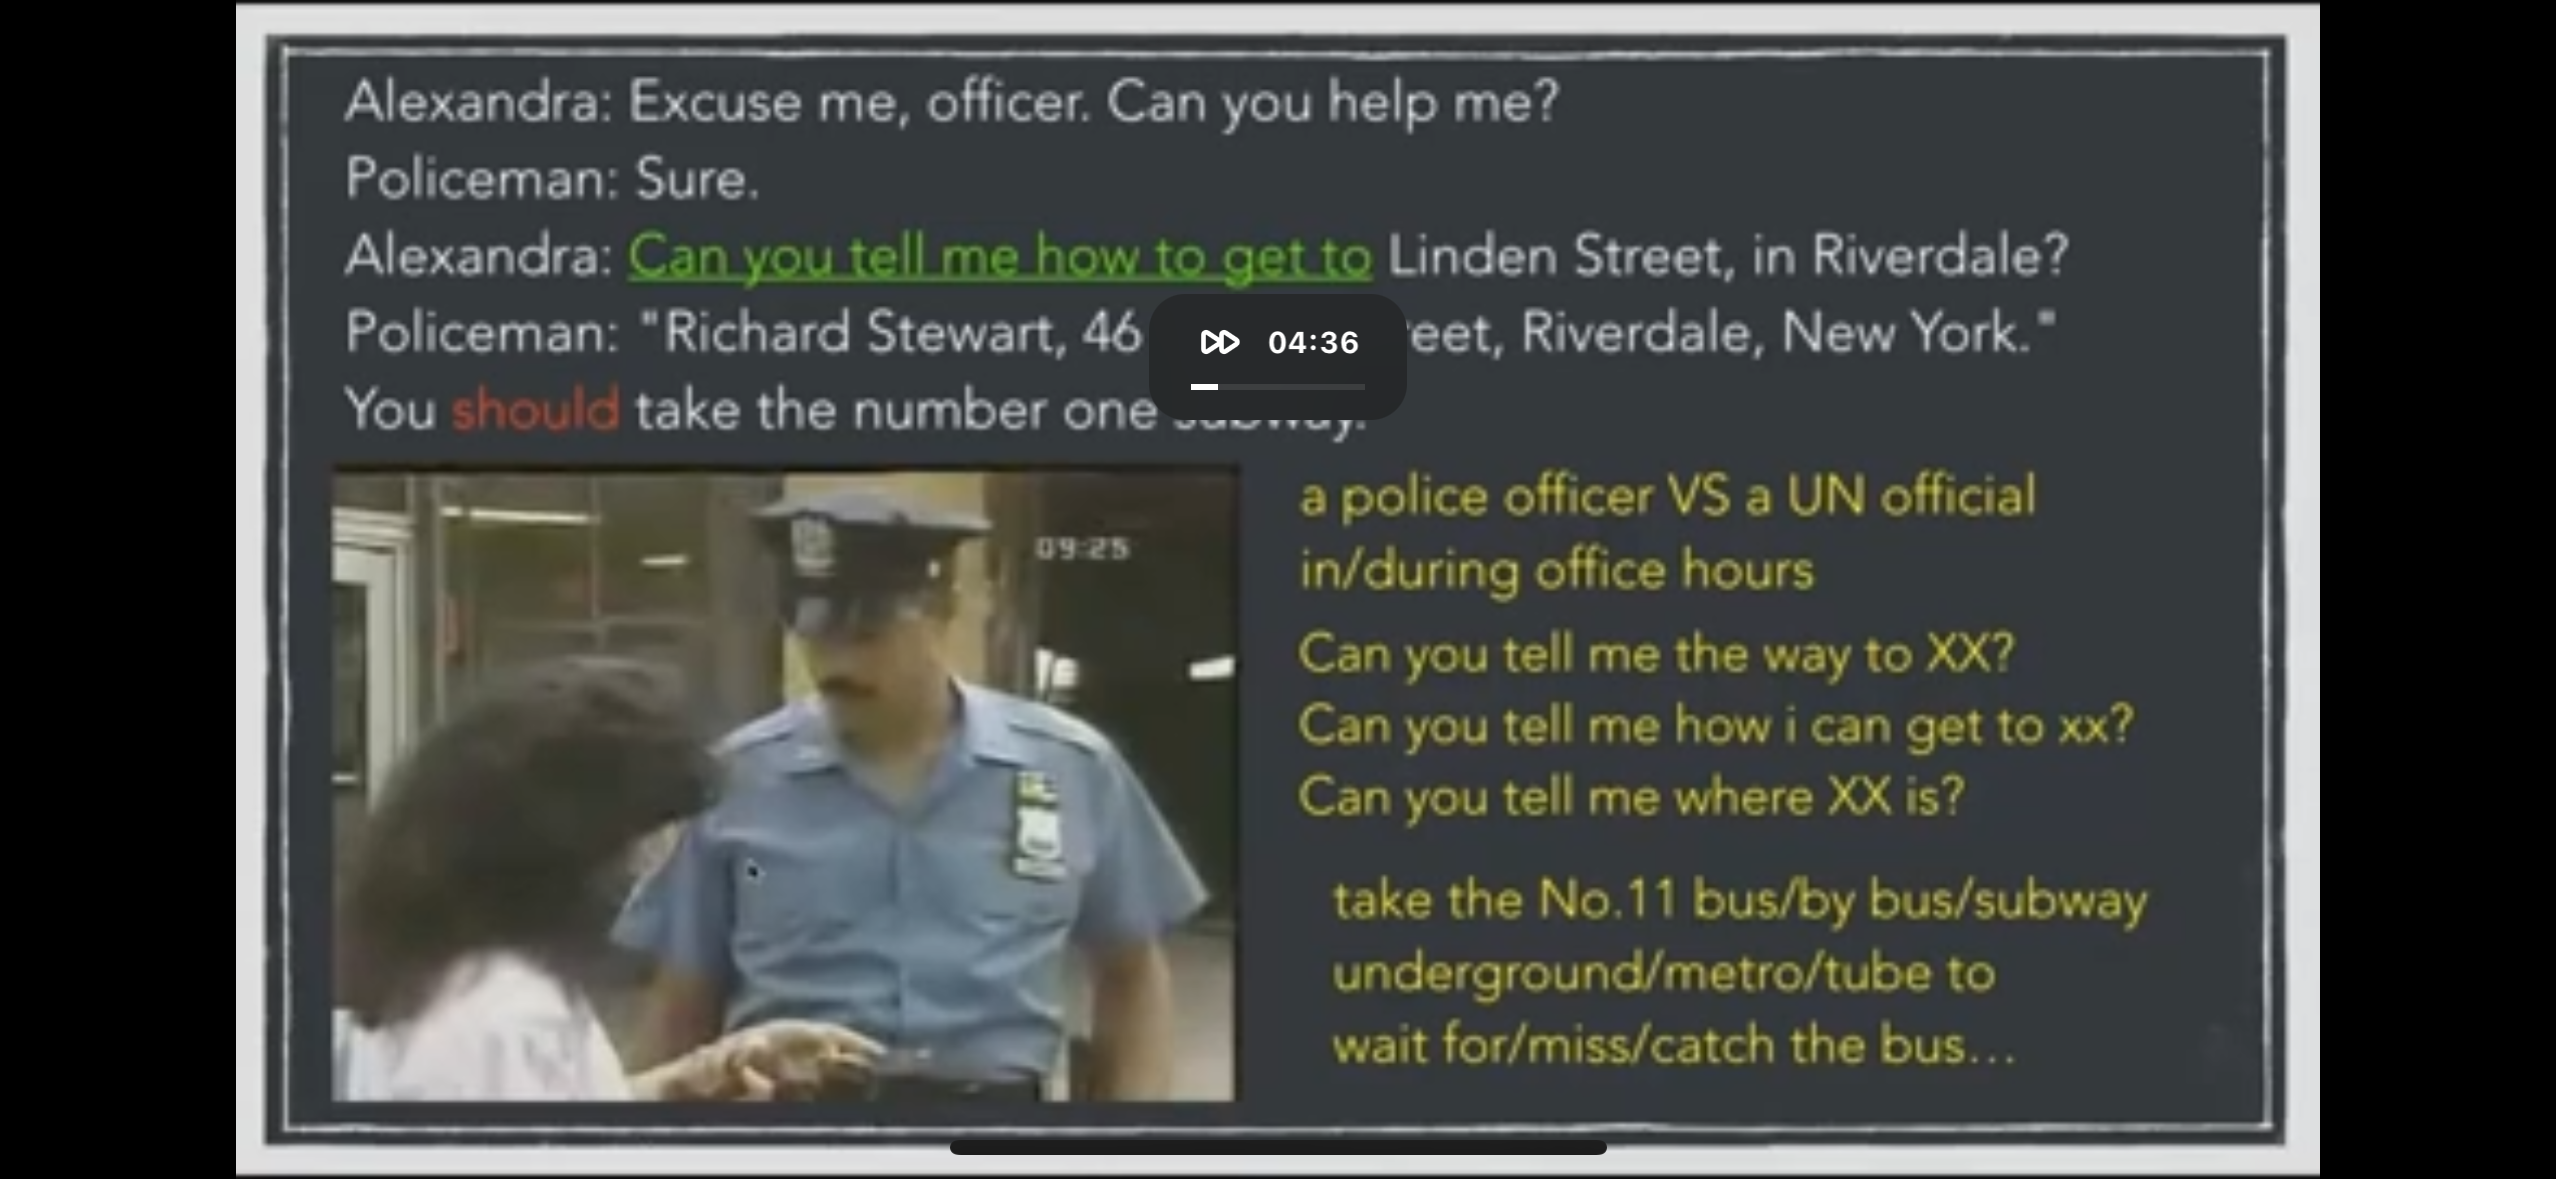 Alexandra: Excuse me, officer. Can you help me?
Policeman: Sure.
Alexandra: Can you tell me how to get to Linden Street, in Riverdale?
Policeman: "Richard Stewart, 46 eet, Riverdale, New York."
04:36
You should take the number one subway.
09:25
a police officer VS a UN official
in/during office hours
Can you tell me the way to XX?
Can you tell me how i can get to xx?
Can you tell me where XX is?
take the No.11 bus/by bus/subway
underground/metro/tube to
wait for/miss/catch the bus...